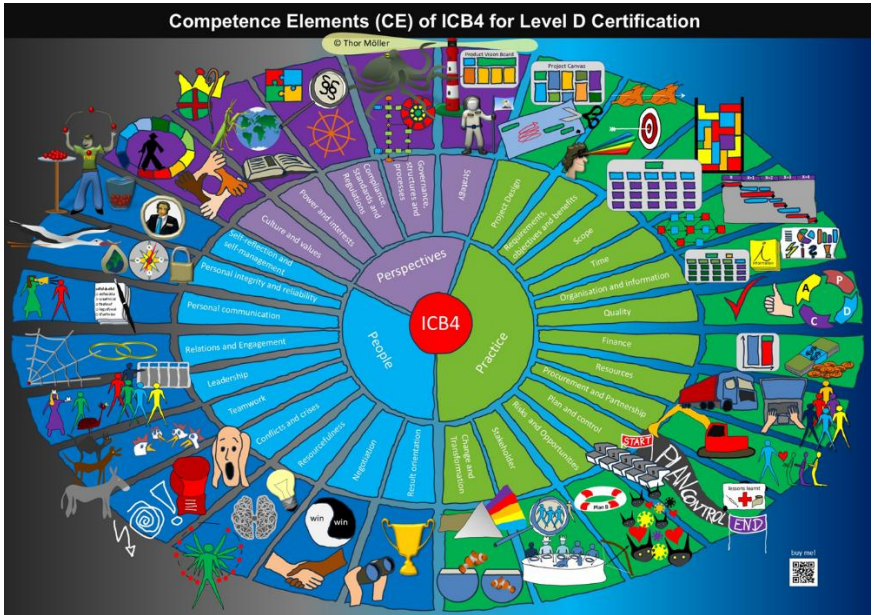 Competence Elements (CE) of ICB4 for Level D Certification
© Thor Möller
Product Vision Board
Project Canvas
Strategy
Governance,
structures and
processes
Compliance,
Standards and
Regulations
Power and interests
Culture and values
Perspectives
Self-reflection and
self-management
Personal integrity and reliability
Personal communication
Relations and Engagement
Leadership
Teamwork
Conflicts and crises
Resourcefulness
Negotiation
Result orientation
People
ICB4
Practice
Project Design
Requirements,
objectives and benefits
Scope
Time
Organisation and information
Quality
Finance
Resources
Procurement and Partnership
Plan and control
Risks and Opportunities
Stakeholder
Change and
Transformation
i
A
P
C
D
START
PLAN
CONTROL
lessons learnt
END
Plan B
win
win
buy me!